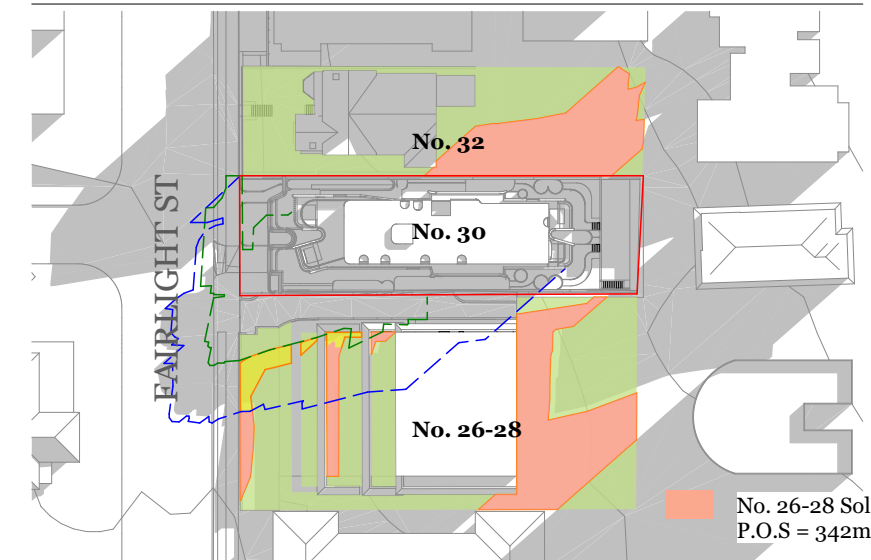 No. 32
FAIRLIGHT ST
No. 30
No. 26-28
No. 26-28 Sol
P.O.S = 342m